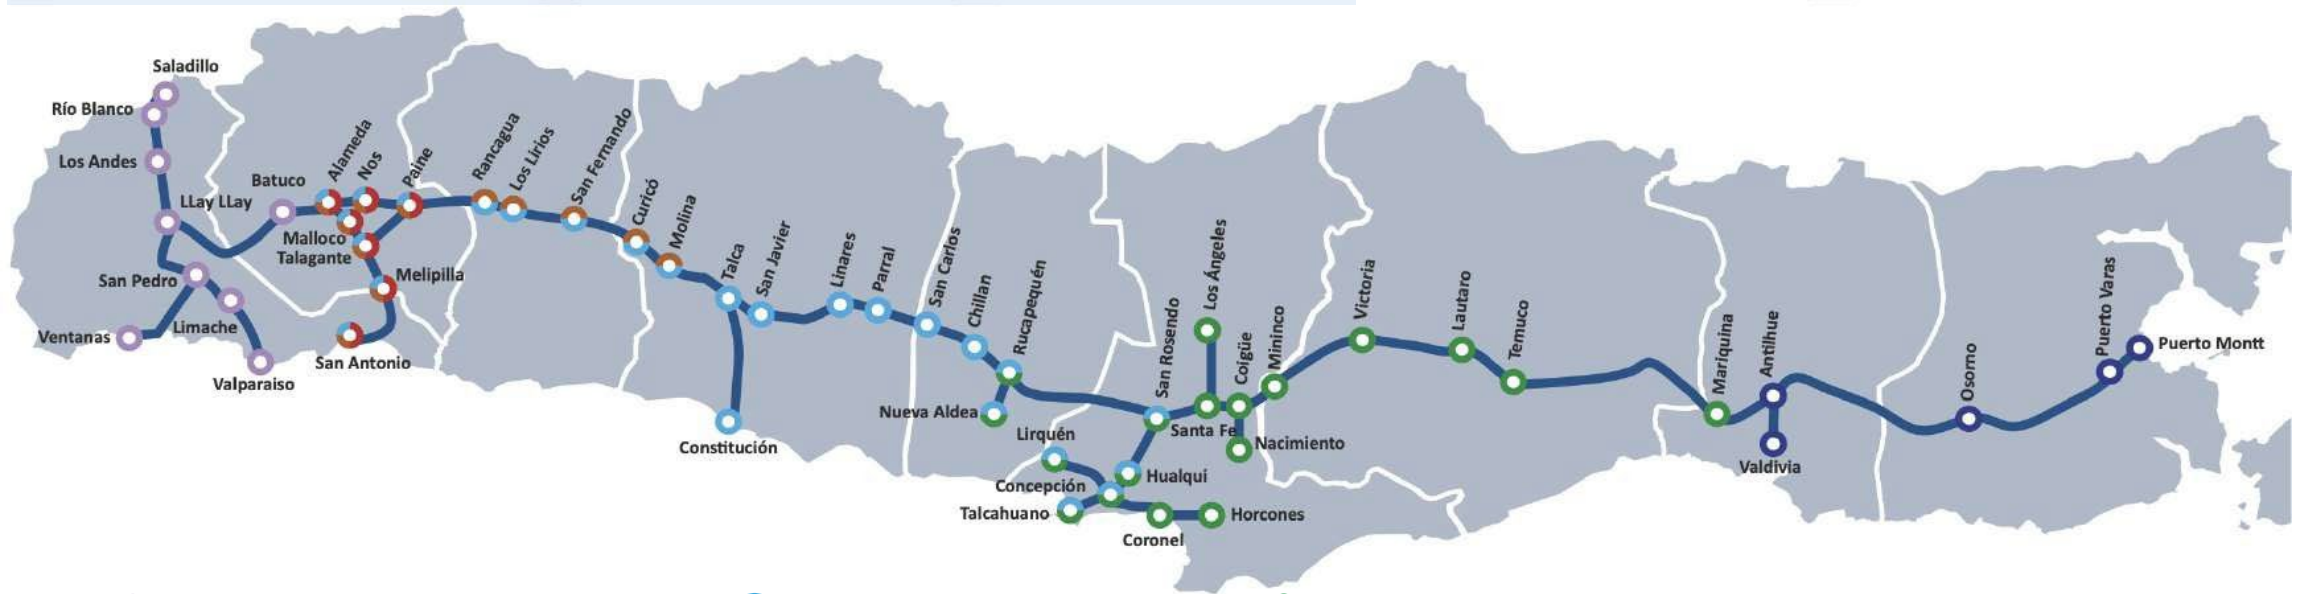 Saladillo
Río Blanco
Los Andes
LLay LLay
Batuco
Alameda
Nos
Paine
Malloco
Talagante
Melipilla
San Antonio
San Pedro
Limache
Ventanas
Valparaiso
Rancagua
Los Lirios
San Fernando
Curicó
Molina
Talca
San Javier
Constitución
Linares
Parral
San Carlos
Chillan
Rucapequén
Nueva Aldea
Lirquén
Concepción
Talcahuano
San Rosendo
Hualqui
Coronel
Horcones
Los Ángeles
Santa Fe
Coigüe
Nacimiento
Mininco
Victoria
Lautaro
Temuco
Mariquina
Antilhue
Valdivia
Osorno
Puerto Varas
Puerto Montt